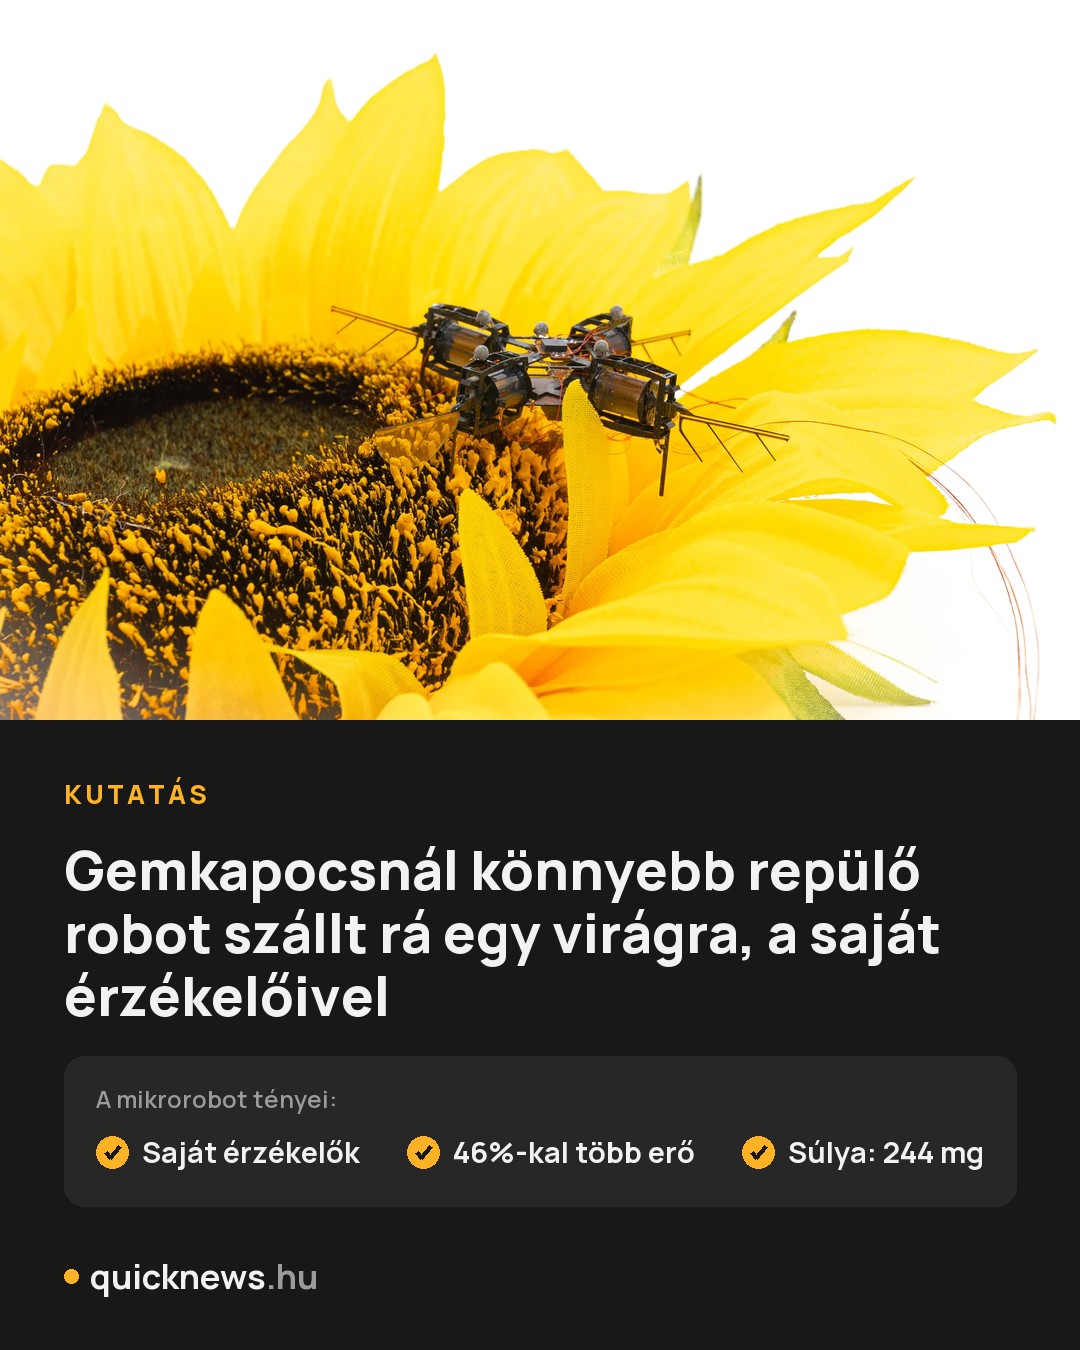 KUTATÁS
Gemkapocsnál könnyebb repülő
robot szállt rá egy virágra, a saját
érzékelőivel
A mikrorobot tényei:
Saját érzékelők
46%-kal több erő
Súlya: 244 mg
quicknews.hu